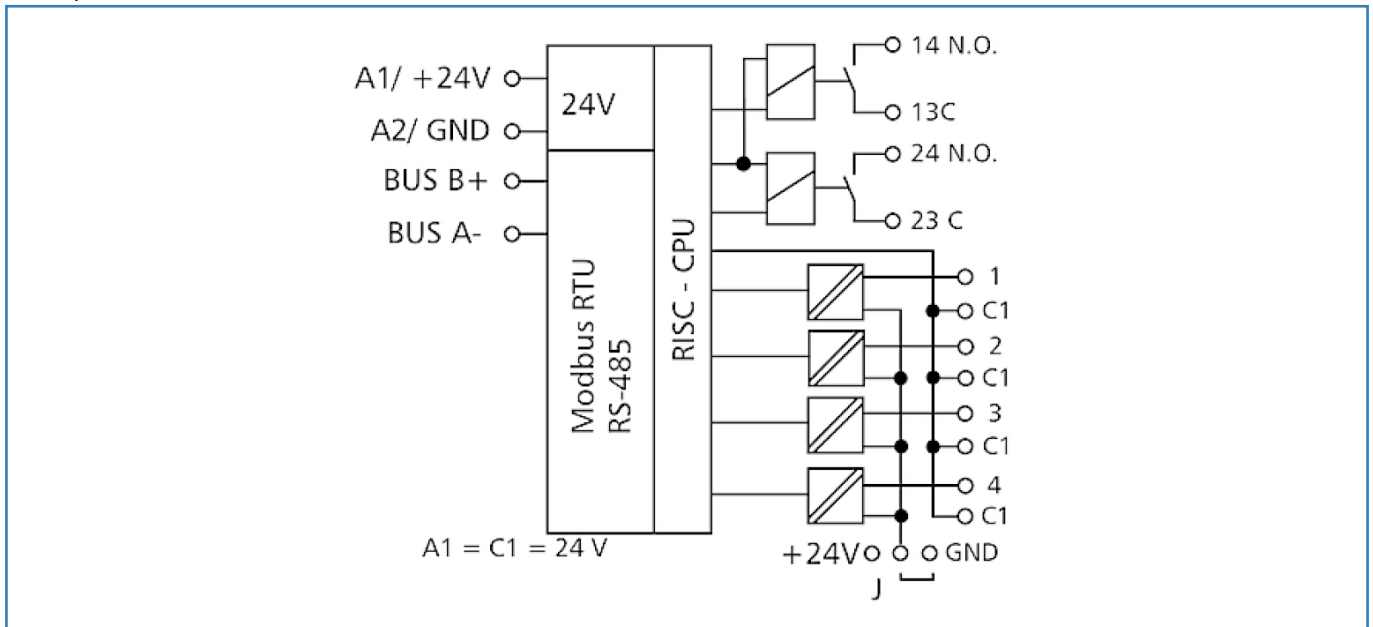 A1/ +24V
A2/ GND
BUS B+
BUS A-
24V
Modbus RTU
RS-485
RISC - CPU
14 N.O.
13C
24 N.O.
23 C
1
C1
2
C1
3
C1
4
C1
A1 = C1 = 24 V
+24V
GND
J